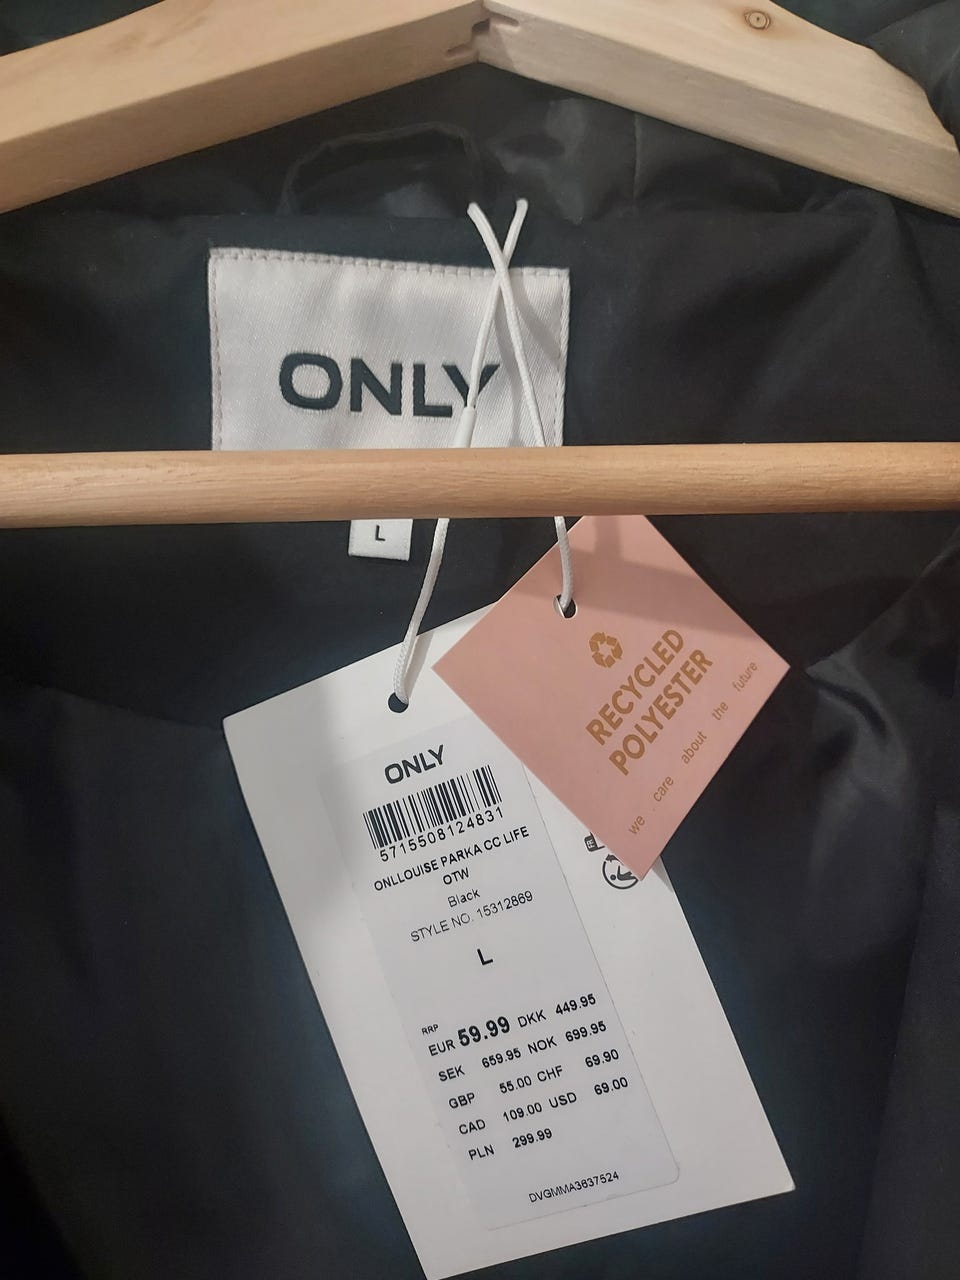 ONLY
L
RECYCLED
POLYESTER
we care about the future
ONLY
5715508124831
ONLLOUISE PARKA CC LIFE
OTW
Black
STYLE NO. 15312869
L
RRP
EUR 59.99 DKK 449.95
SEK 659.95 NOK 699.95
GBP 55.00 CHF 69.90
CAD 109.00 USD 69.00
PLN 299.99
DVGMMA3637524